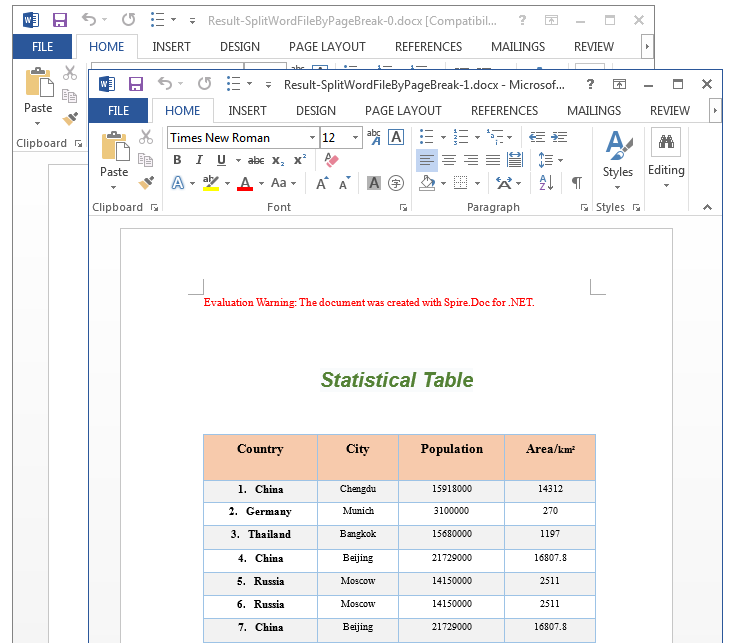 Result-SplitWordFileByPageBreak-0.docx [Compatibil... ?
FILE HOME INSERT DESIGN PAGE LAYOUT REFERENCES MAILINGS REVIEW
Paste
Clipboard
Result-SplitWordFileByPageBreak-1.docx - Microsof... ?
FILE HOME INSERT DESIGN PAGE LAYOUT REFERENCES MAILINGS REVIEW
Times New Roman 12 abc A A
B I U abc x₂ x²
Paste Styles Editing
A ab A Aa A A A 字 A Z
Clipboard Font Paragraph Styles
Evaluation Warning: The document was created with Spire.Doc for .NET.
Statistical Table
Country City Population Area/km²
1. China Chengdu 15918000 14312
2. Germany Munich 3100000 270
3. Thailand Bangkok 15680000 1197
4. China Beijing 21729000 16807.8
5. Russia Moscow 14150000 2511
6. Russia Moscow 14150000 2511
7. China Beijing 21729000 16807.8